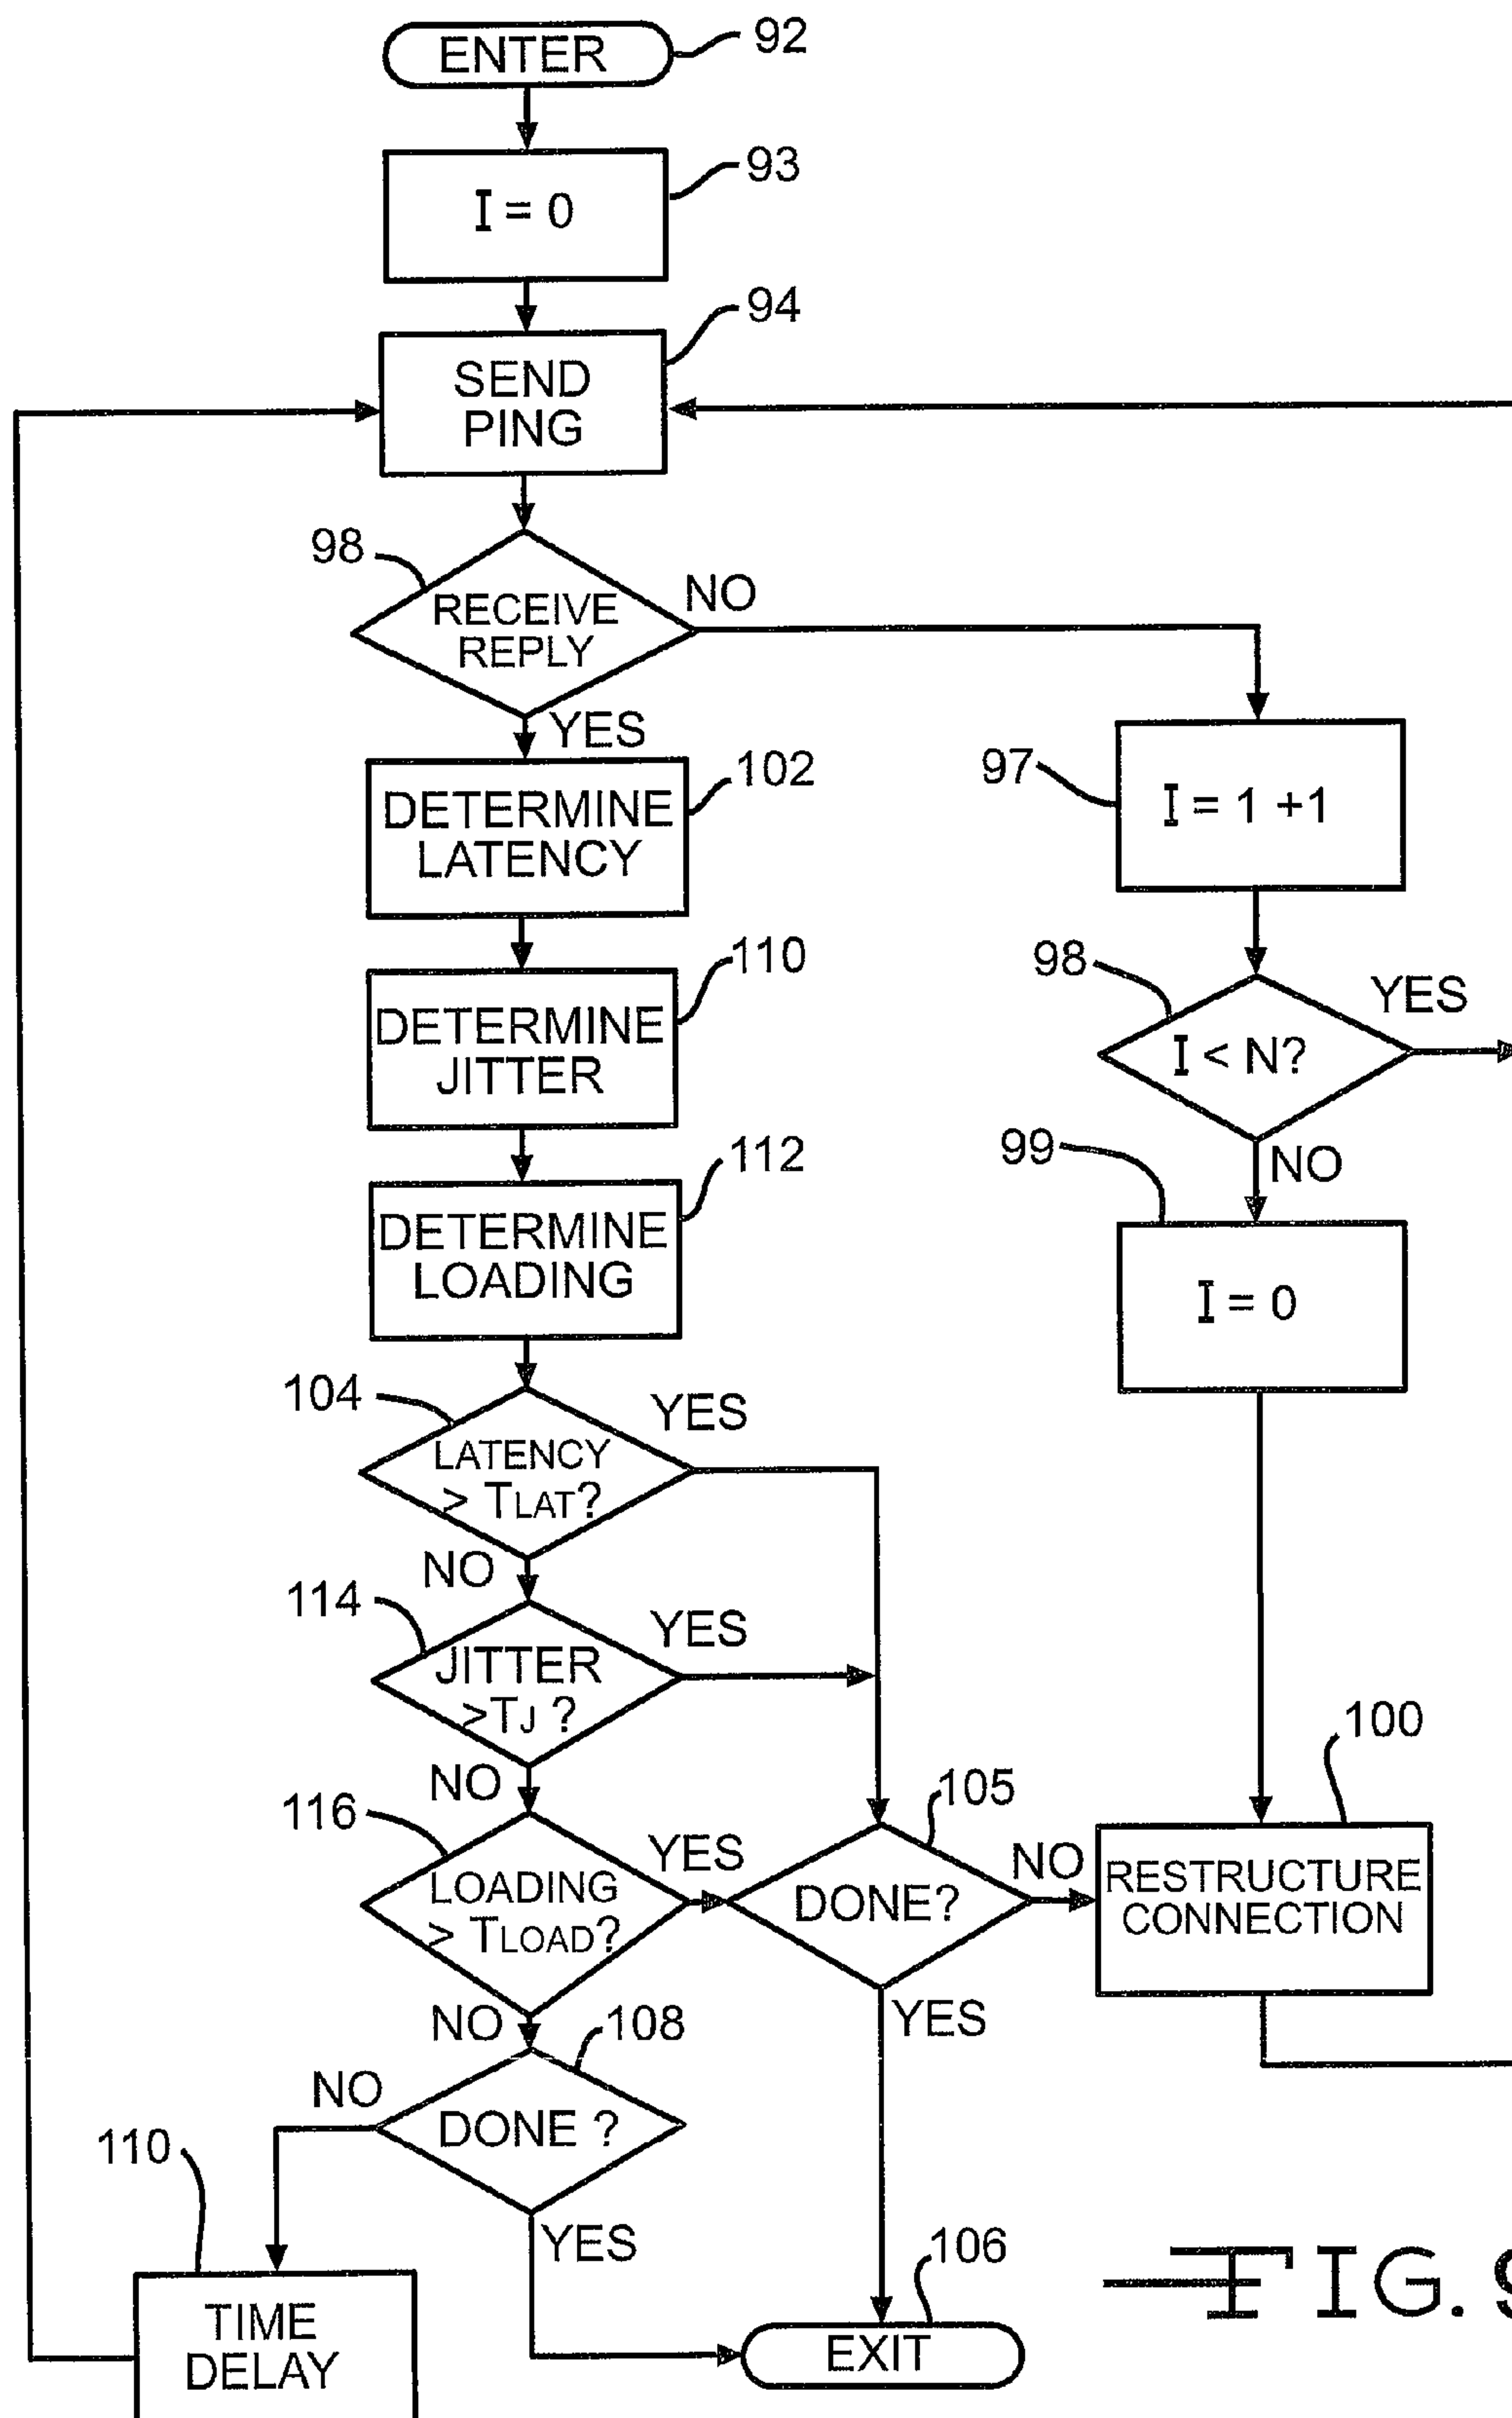 ENTER
92
I = 0
93
SEND
PING
94
98
RECEIVE
REPLY
NO
YES
DETERMINE
LATENCY
102
97
I = 1 +1
DETERMINE
JITTER
110
98
I < N?
YES
NO
DETERMINE
LOADING
112
99
I = 0
104
LATENCY
> TLAT?
YES
NO
114
JITTER
>TJ ?
YES
NO
116
LOADING
> TLOAD?
YES
NO
105
DONE?
NO
YES
100
RESTRUCTURE
CONNECTION
108
DONE ?
NO
YES
110
TIME
DELAY
106
EXIT
FIG. 9